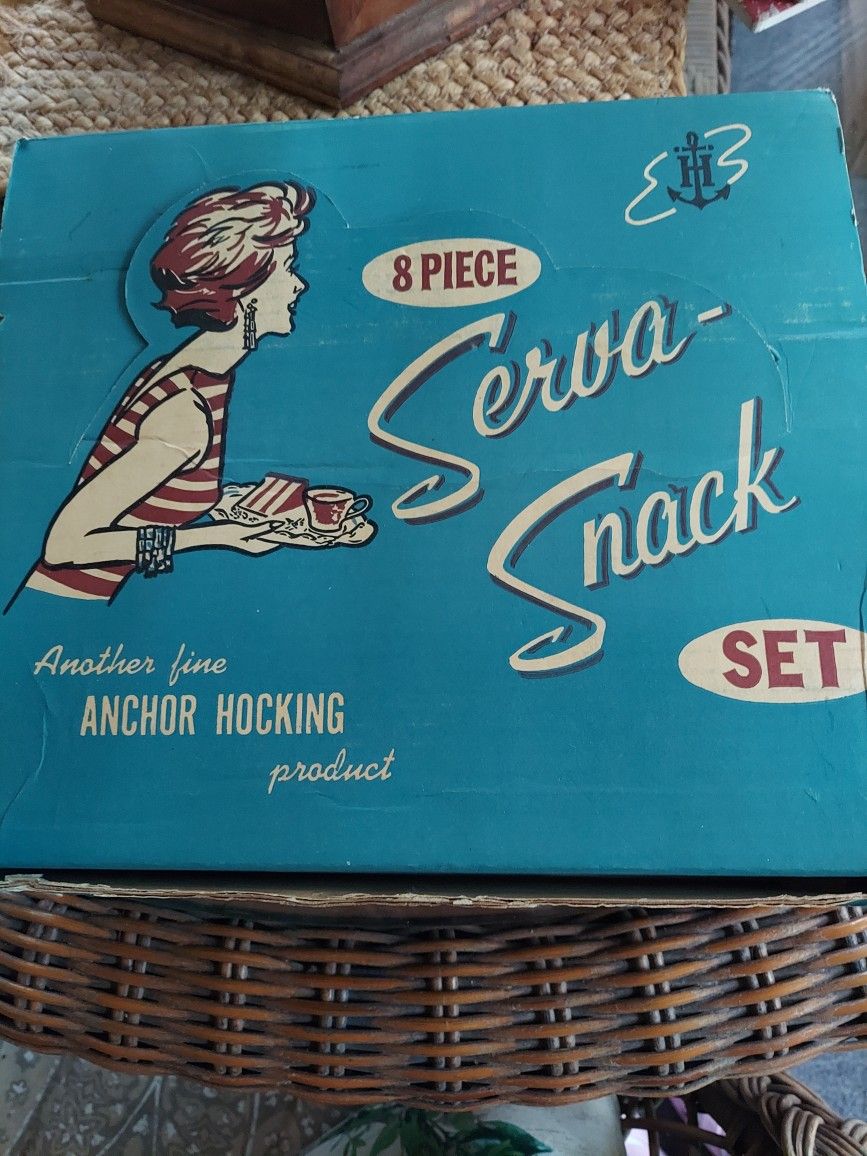 H
8 PIECE
Serva-
Snack
SET
Another fine
ANCHOR HOCKING
product